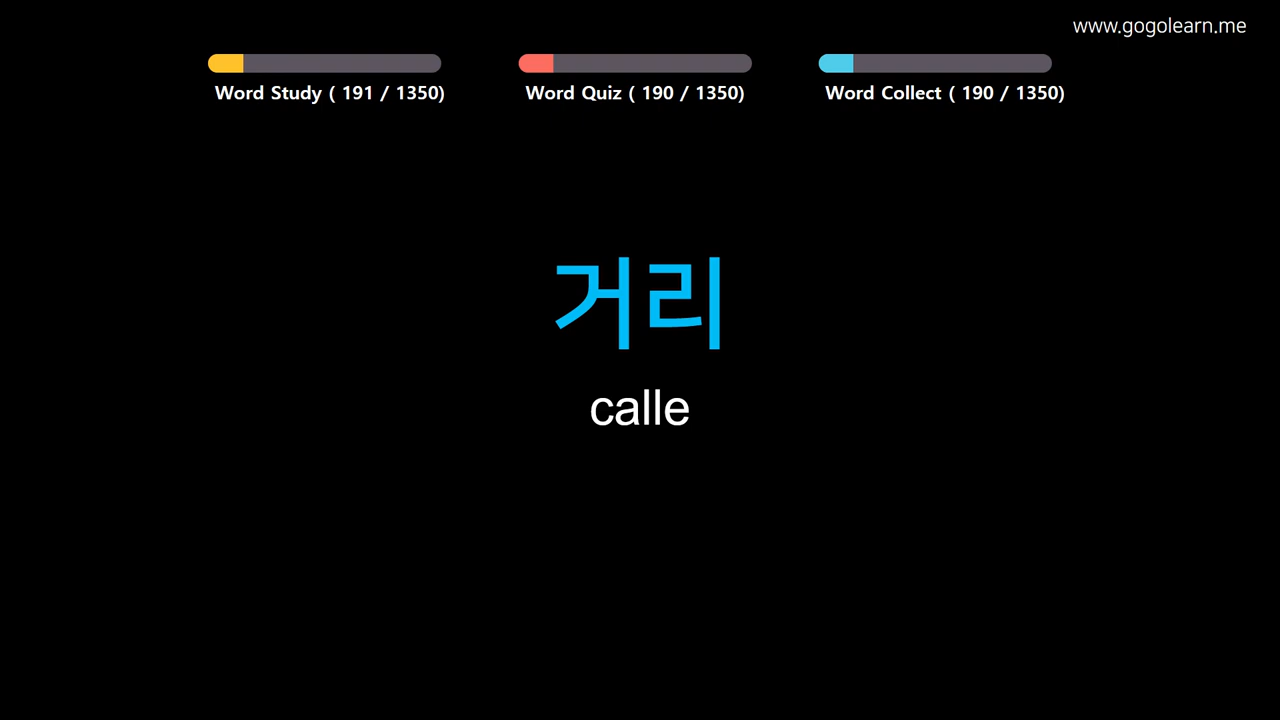 www.gogolearn.me
Word Study ( 191 / 1350)
Word Quiz ( 190 / 1350)
Word Collect ( 190 / 1350)
거리
calle